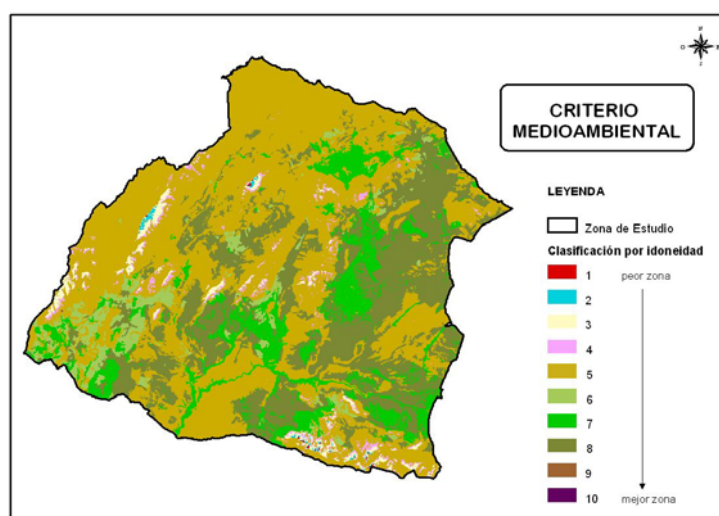 N
O
E
S
CRITERIO
MEDIOAMBIENTAL
LEYENDA
Zona de Estudio
Clasificación por idoneidad
1 peor zona
2
3
4
5
6
7
8
9
10 mejor zona